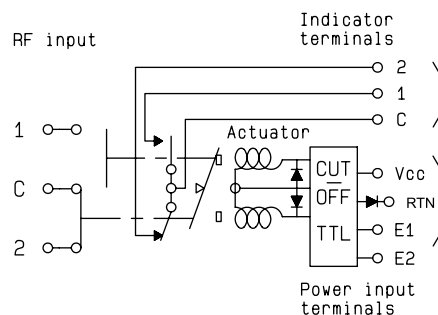 Indicator
terminals
RF input
2
1
C
Actuator
1
C
2
CUT
OFF
TTL
Vcc
RTN
E1
E2
Power input
terminals